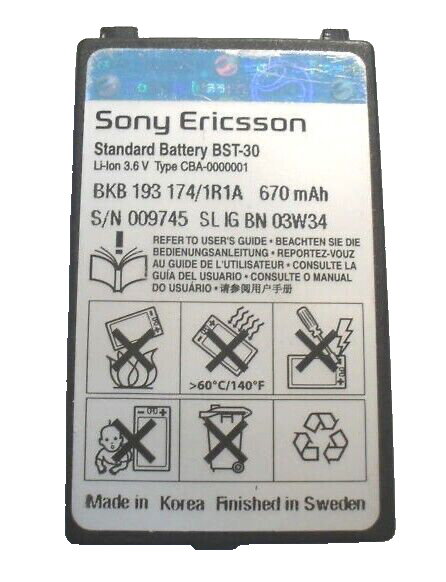 Sony Ericsson
Standard Battery BST-30
Li-Ion 3.6 V Type CBA-0000001
BKB 193 174/1R1A 670 mAh
S/N 009745 SL IG BN 03W34
REFER TO USER'S GUIDE • BEACHTEN SIE DIE
BEDIENUNGSANLEITUNG • REPORTEZ-VOUZ
AU GUIDE DE L'UTILISATEUR • CONSULTE LA
GUÍA DEL USUARIO • CONSULTE O MANUAL
DO USUÁRIO • 请参阅用户手册
>60°C/140°F
Made in Korea Finished in Sweden